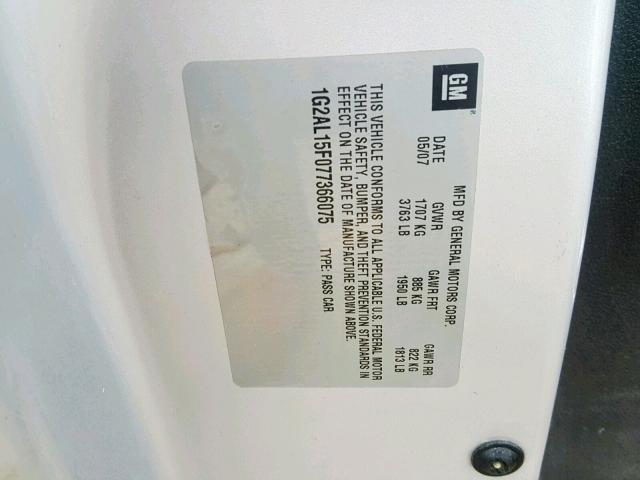 GM
MFD BY GENERAL MOTORS CORP.
DATE GVWR GAWR FRT GAWR RR
05/07 1707 KG 885 KG 822 KG
3763 LB 1950 LB 1813 LB
THIS VEHICLE CONFORMS TO ALL APPLICABLE U.S. FEDERAL MOTOR
VEHICLE SAFETY, BUMPER, AND THEFT PREVENTION STANDARDS IN
EFFECT ON THE DATE OF MANUFACTURE SHOWN ABOVE.
1G2AL15F077366075 TYPE: PASS CAR